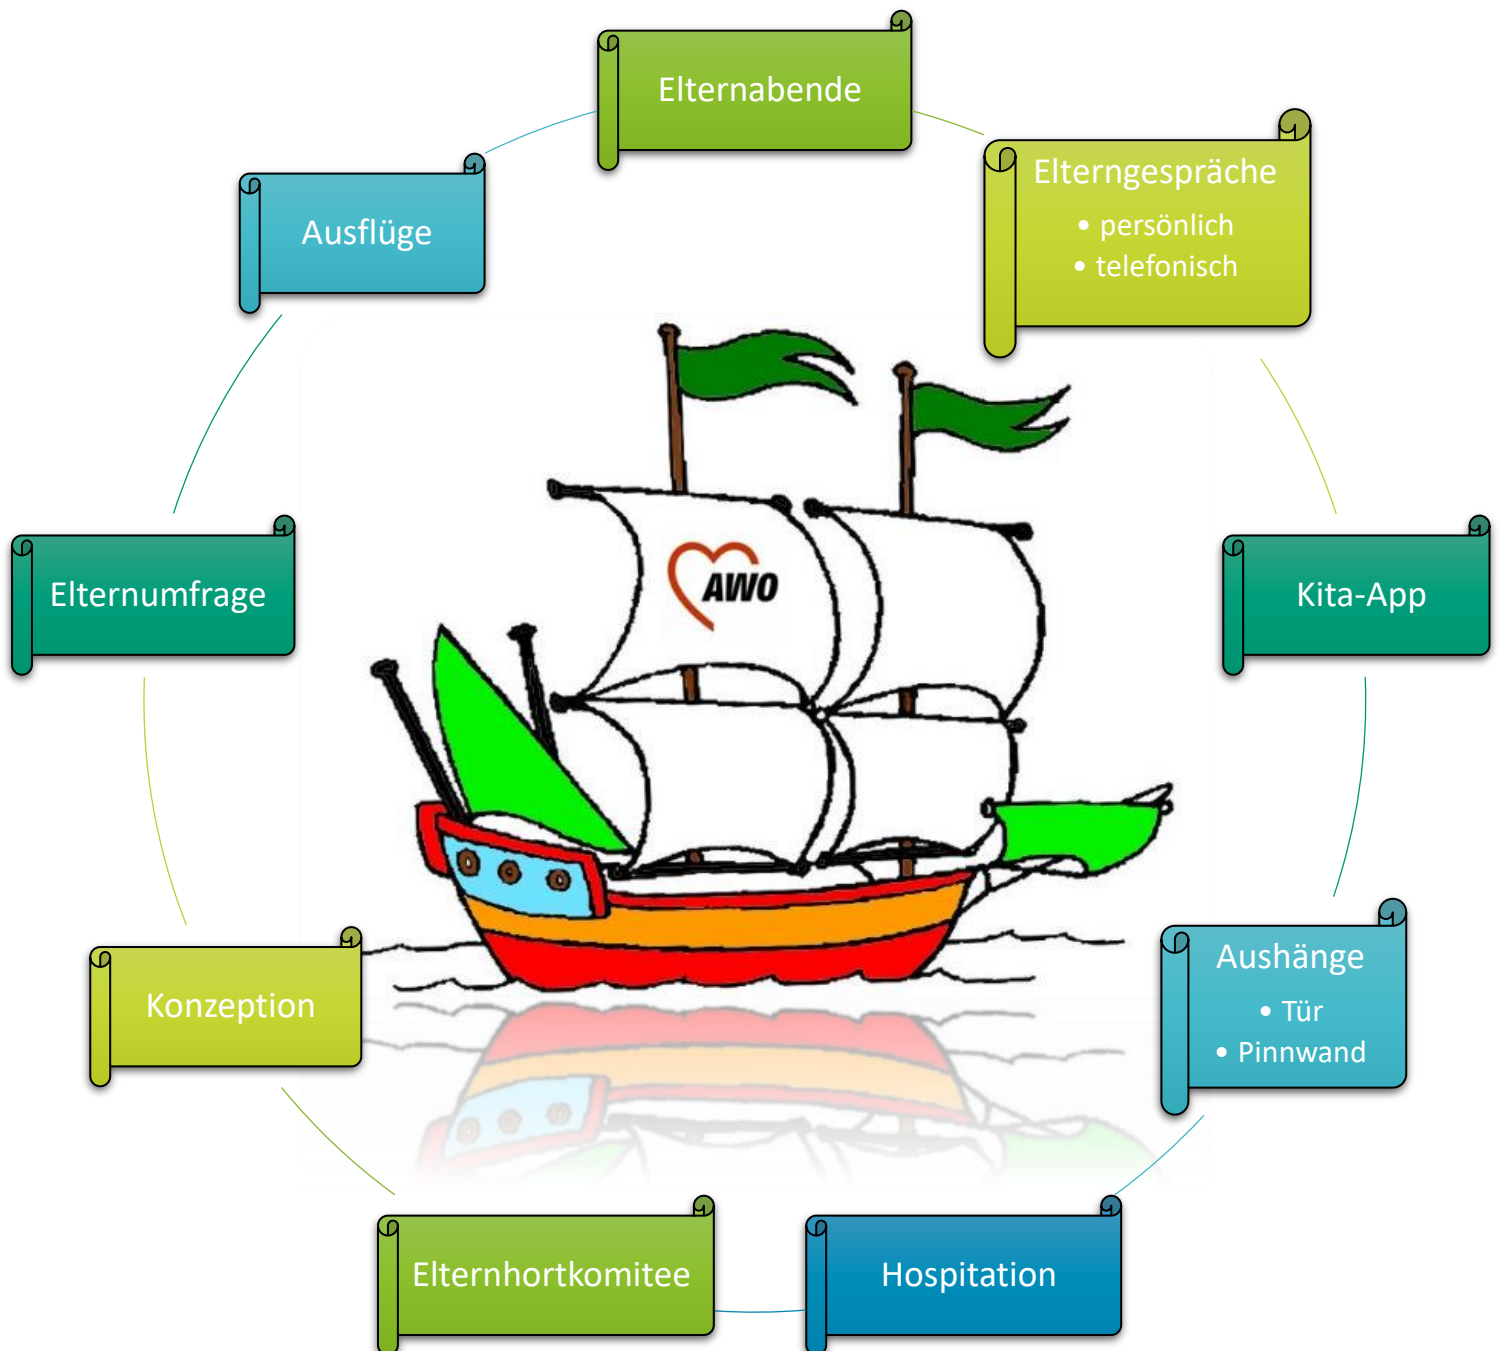 Elternabende
Elterngespräche
• persönlich
• telefonisch
Ausflüge
AWO
Elternumfrage
Kita-App
Konzeption
Aushänge
• Tür
• Pinnwand
Elternhortkomitee
Hospitation